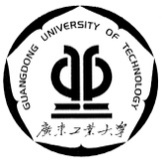 GUANGDONG UNIVERSITY OF TECHNOLOGY
廣東工業大學